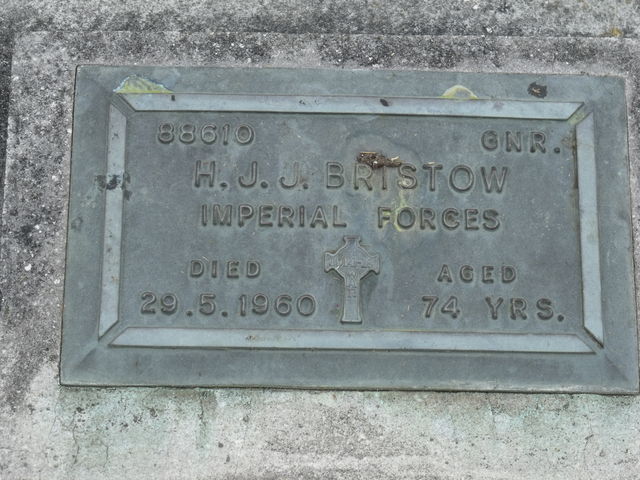 88610 GNR.
H. J. J. BRISTOW
IMPERIAL FORCES
DIED AGED
29.5.1960 74 YRS.